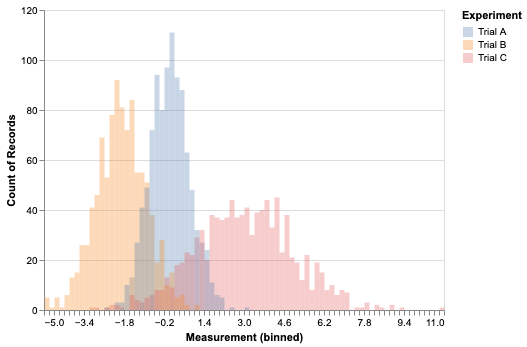 Experiment
Trial A
Trial B
Trial C
120
100
80
60
40
20
0
Count of Records
−5.0 −3.4 −1.8 −0.2 1.4 3.0 4.6 6.2 7.8 9.4 11.0
Measurement (binned)